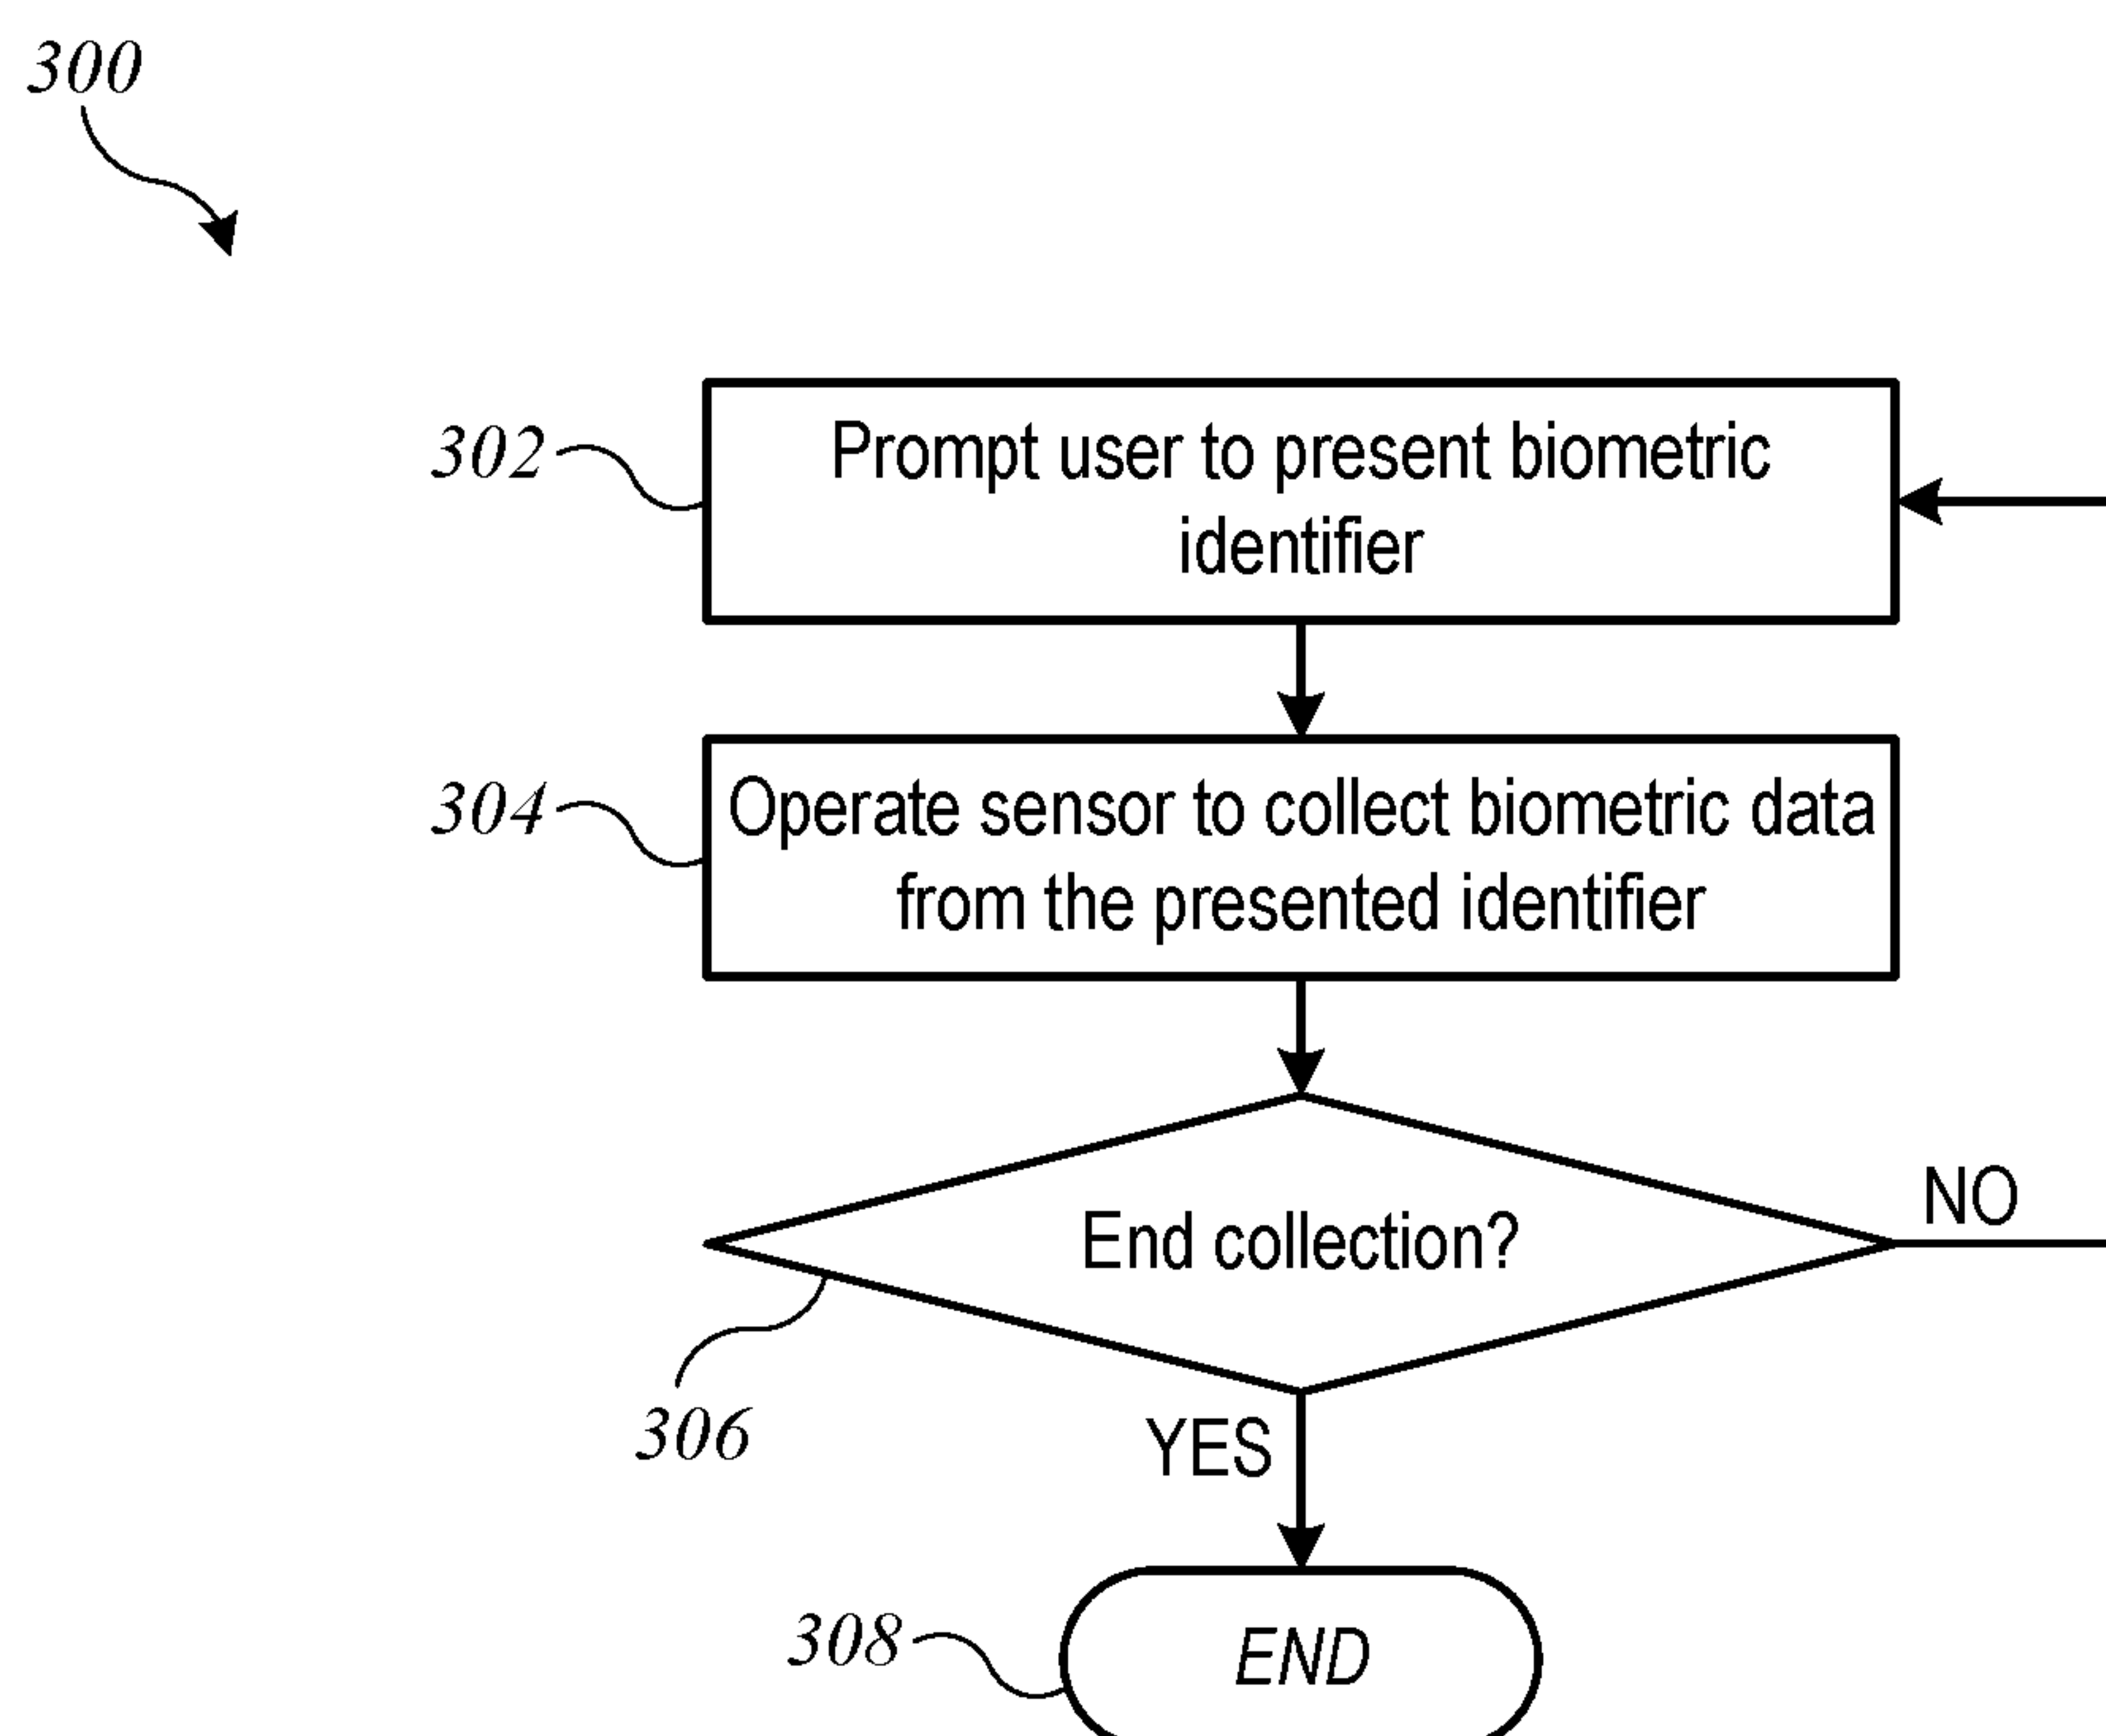 300
302
Prompt user to present biometric
identifier
304
Operate sensor to collect biometric data
from the presented identifier
End collection?
NO
306
YES
308
END